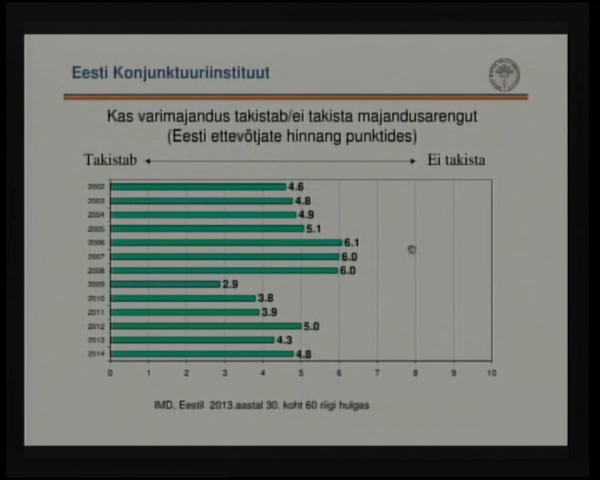 Eesti Konjunktuuriinstituut
Kas varimajandus takistab/ei takista majandusarengut
(Eesti ettevõtjate hinnang punktides)
Takistab
Ei takista
2002 4.6
2003 4.8
2004 4.9
2005 5.1
2006 6.1
2007 6.0
2008 6.0
2009 2.9
2010 3.8
2011 3.9
2012 5.0
2013 4.3
2014 4.8
0 1 2 3 4 5 6 7 8 9 10
IMD, Eestil 2013.aastal 30. koht 60 riigi hulgas